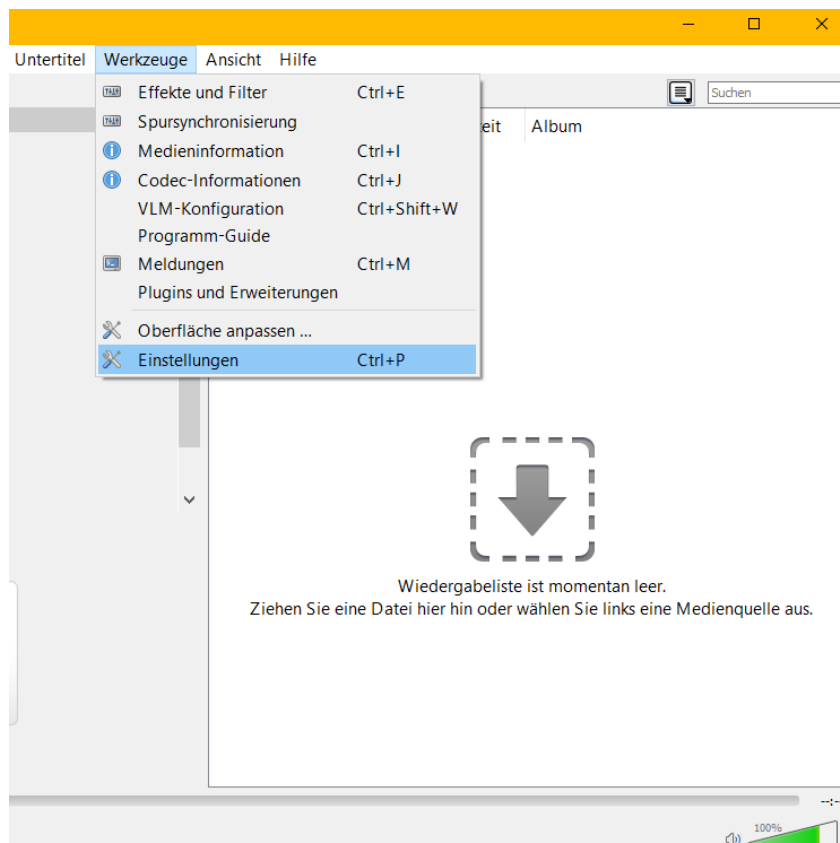 Untertitel Werkzeuge Ansicht Hilfe
Suchen
Effekte und Filter Ctrl+E
Spursynchronisierung
Medieninformation Ctrl+I
Codec-Informationen Ctrl+J
VLM-Konfiguration Ctrl+Shift+W
Programm-Guide
Meldungen Ctrl+M
Plugins und Erweiterungen
Oberfläche anpassen ...
Einstellungen Ctrl+P
eit Album
Wiedergabeliste ist momentan leer.
Ziehen Sie eine Datei hier hin oder wählen Sie links eine Medienquelle aus.
--:-
100%